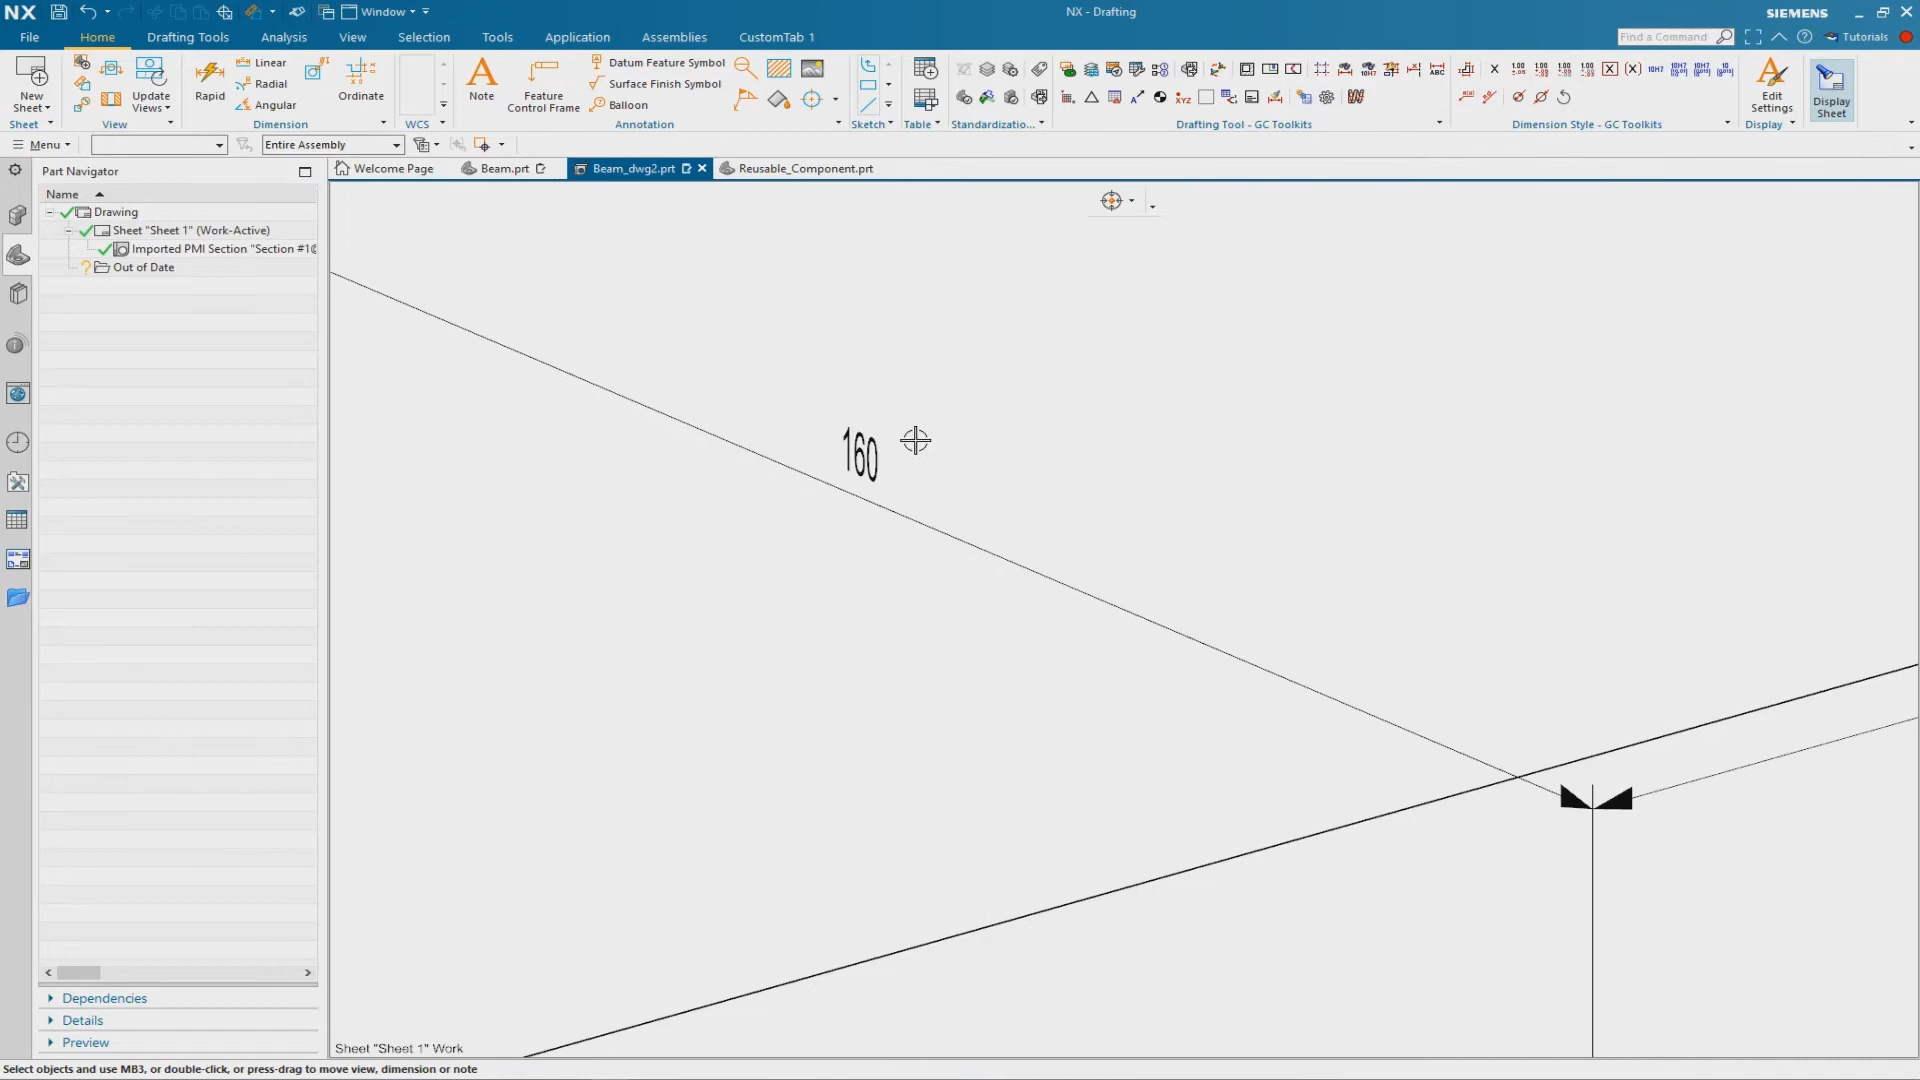 NX
Window
NX - Drafting
SIEMENS
File
Home
Drafting Tools
Analysis
View
Selection
Tools
Application
Assemblies
CustomTab 1
Find a Command
Tutorials
New
Sheet
Update
Views
Rapid
Linear
Radial
Angular
Ordinate
Note
Feature
Control Frame
Datum Feature Symbol
Surface Finish Symbol
Balloon
Edit
Settings
Display
Sheet
Sheet
View
Dimension
WCS
Annotation
Sketch
Table
Standardizatio...
Drafting Tool - GC Toolkits
Dimension Style - GC Toolkits
Display
Menu
Entire Assembly
Part Navigator
Welcome Page
Beam.prt
Beam_dwg2.prt
Reusable_Component.prt
Name
Drawing
Sheet "Sheet 1" (Work-Active)
Imported PMI Section "Section #1@
Out of Date
160
Dependencies
Details
Preview
Sheet "Sheet 1" Work
Select objects and use MB3, or double-click, or press-drag to move view, dimension or note